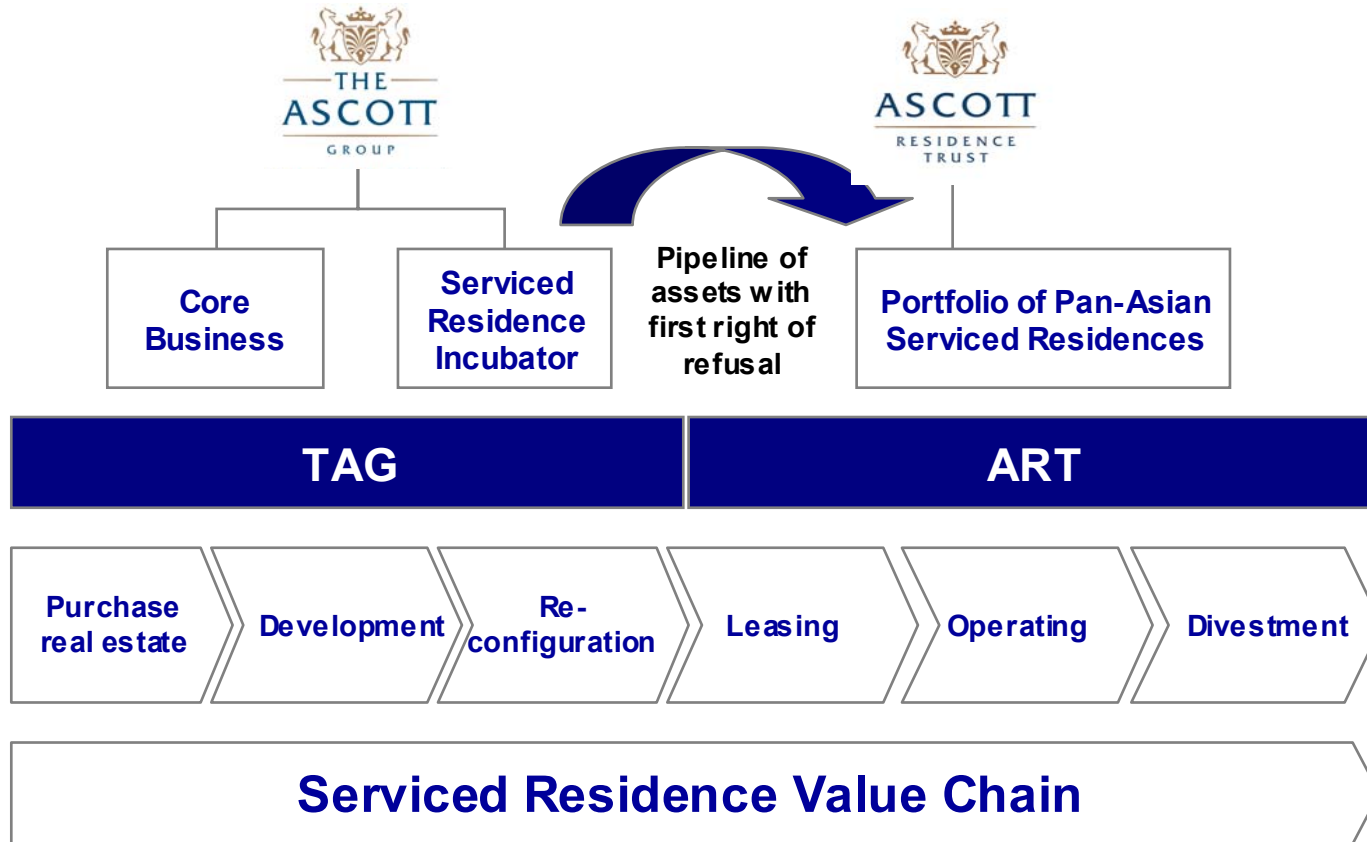 THE
ASCOTT
GROUP
ASCOTT
RESIDENCE
TRUST
Core
Business
Serviced
Residence
Incubator
Pipeline of
assets with
first right of
refusal
Portfolio of Pan-Asian
Serviced Residences
TAG
ART
Purchase
real estate
Development
Re-
configuration
Leasing
Operating
Divestment
Serviced Residence Value Chain